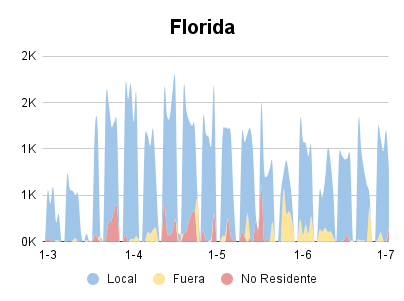 Florida
2K
2K
1K
1K
0K
1-3 1-4 1-5 1-6 1-7
Local Fuera No Residente